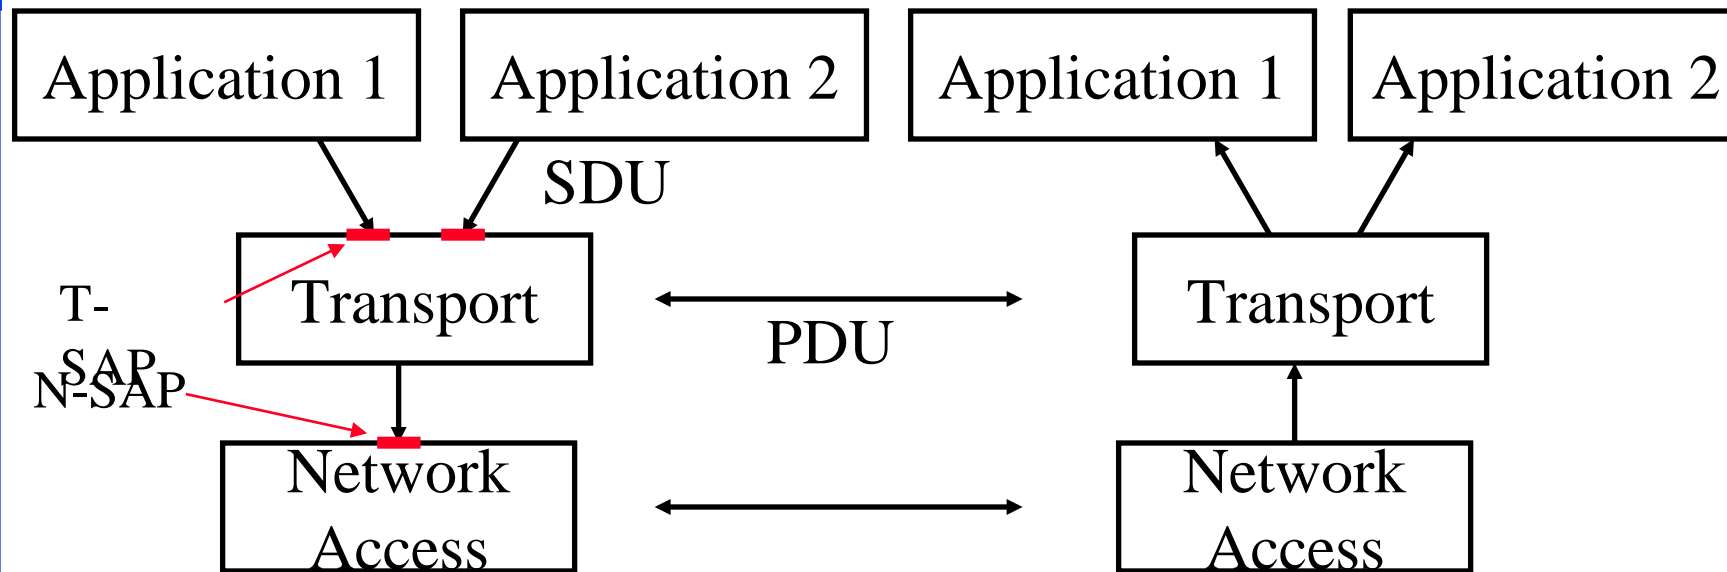 Application 1
Application 2
Application 1
Application 2
SDU
T-
SAP
Transport
PDU
Transport
N-SAP
Network
Access
Network
Access